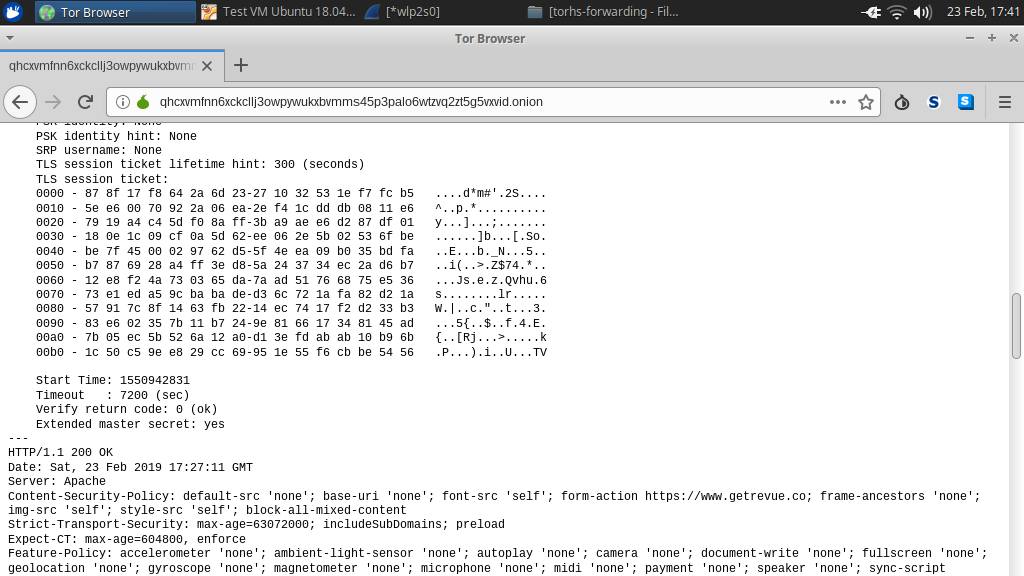 Tor Browser
Test VM Ubuntu 18.04...
[*wlp2s0]
[torhs-forwarding - Fil...
23 Feb, 17:41
Tor Browser
qhcxvmfnn6xckcllj3owpywukxbvmm
qhcxvmfnn6xckcllj3owpywukxbvmms45p3palo6wtzvq2zt5g5vxvid.onion
PSK identity: None
PSK identity hint: None
SRP username: None
TLS session ticket lifetime hint: 300 (seconds)
TLS session ticket:
0000 - 87 8f 17 f8 64 2a 6d 23-27 10 32 53 1e f7 fc b5   ....d*m#'.2S....
0010 - 5e e6 00 70 92 2a 06 ea-2e f4 1c dd db 08 11 e6   ^..p.*..........
0020 - 79 19 a4 c4 5d f0 8a ff-3b a9 ae e6 d2 87 df 01   y...]...;.......
0030 - 18 0e 1c 09 cf 0a 5d 62-ee 06 2e 5b 02 53 6f be   ......]b...[.So.
0040 - be 7f 45 00 02 97 62 d5-5f 4e ea 09 b0 35 bd fa   ..E...b._N...5..
0050 - b7 87 69 28 a4 ff 3e d8-5a 24 37 34 ec 2a d6 b7   ..i(..>.Z$74.*..
0060 - 12 e8 f2 4a 73 03 65 da-7a ad 51 76 68 75 e5 36   ...Js.e.z.Qvhu.6
0070 - 73 e1 ed a5 9c ba ba de-d3 6c 72 1a fa 82 d2 1a   s........lr.....
0080 - 57 91 7c 8f 14 63 fb 22-14 ec 74 17 f2 d2 33 b3   W.|..c."..t...3.
0090 - 83 e6 02 35 7b 11 b7 24-9e 81 66 17 34 81 45 ad   ...5{..$..f.4.E.
00a0 - 7b 05 ec 5b 52 6a 12 a0-d1 3e fd ab ab 10 b9 6b   {..[Rj...>.....k
00b0 - 1c 50 c5 9e e8 29 cc 69-95 1e 55 f6 cb be 54 56   .P...).i..U...TV
Start Time: 1550942831
Timeout   : 7200 (sec)
Verify return code: 0 (ok)
Extended master secret: yes
---
HTTP/1.1 200 OK
Date: Sat, 23 Feb 2019 17:27:11 GMT
Server: Apache
Content-Security-Policy: default-src 'none'; base-uri 'none'; font-src 'self'; form-action https://www.getrevue.co; frame-ancestors 'none';
img-src 'self'; style-src 'self'; block-all-mixed-content
Strict-Transport-Security: max-age=63072000; includeSubDomains; preload
Expect-CT: max-age=604800, enforce
Feature-Policy: accelerometer 'none'; ambient-light-sensor 'none'; autoplay 'none'; camera 'none'; document-write 'none'; fullscreen 'none';
geolocation 'none'; gyroscope 'none'; magnetometer 'none'; microphone 'none'; midi 'none'; payment 'none'; speaker 'none'; sync-script